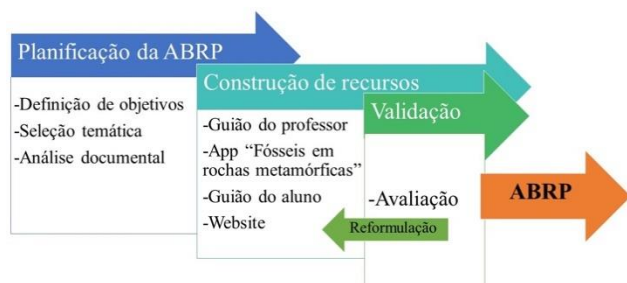 Planificação da ABRP
-Definição de objetivos
-Seleção temática
-Análise documental
Construção de recursos
-Guião do professor
-App “Fósseis em
rochas metamórficas”
-Guião do aluno
-Website
Validação
-Avaliação
Reformulação
ABRP